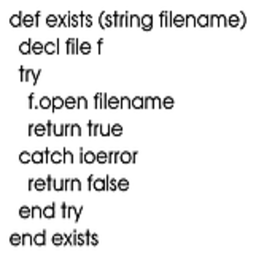 def exists (string filename)
decl file f
try
f.open filename
return true
catch ioerror
return false
end try
end exists